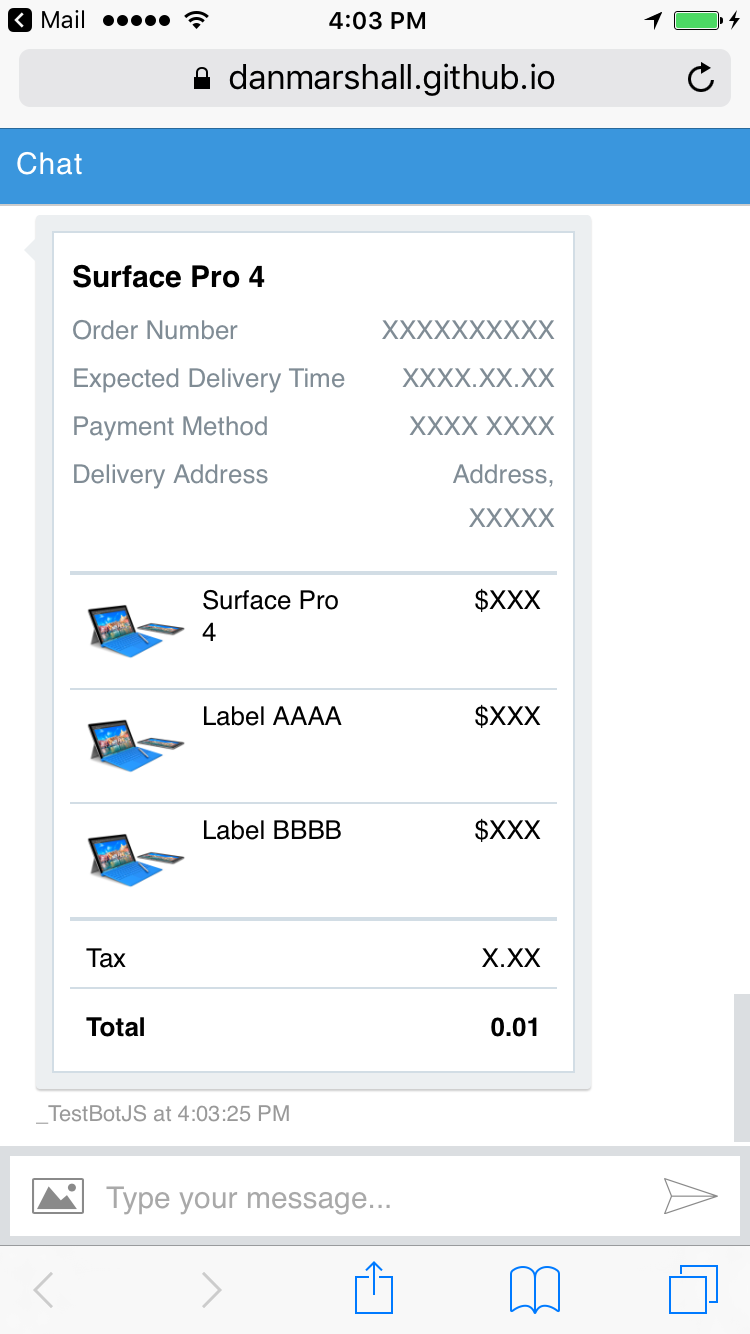 Mail 4:03 PM
danmarshall.github.io
Chat
Surface Pro 4
Order Number XXXXXXXXXX
Expected Delivery Time XXXX.XX.XX
Payment Method XXXX XXXX
Delivery Address Address,
XXXXX
Surface Pro $XXX
4
Label AAAA $XXX
Label BBBB $XXX
Tax X.XX
Total 0.01
_TestBotJS at 4:03:25 PM
Type your message...